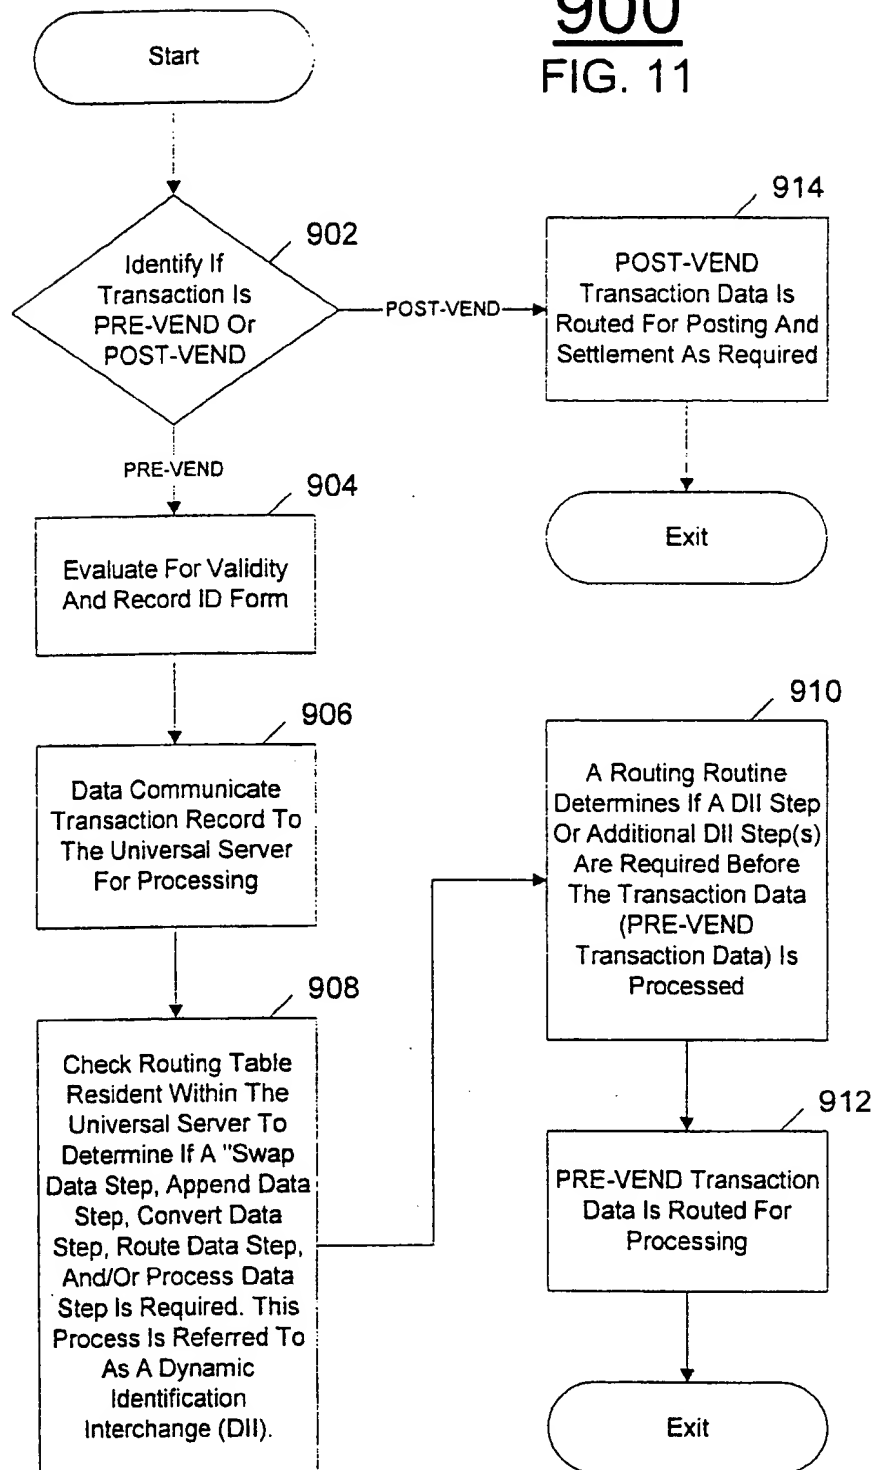 900
FIG. 11
Start
902
Identify If
Transaction Is
PRE-VEND Or
POST-VEND
POST-VEND
PRE-VEND
914
POST-VEND
Transaction Data Is
Routed For Posting And
Settlement As Required
Exit
904
Evaluate For Validity
And Record ID Form
906
Data Communicate
Transaction Record To
The Universal Server
For Processing
908
Check Routing Table
Resident Within The
Universal Server To
Determine If A "Swap
Data Step, Append Data
Step, Convert Data
Step, Route Data Step,
And/Or Process Data
Step Is Required. This
Process Is Referred To
As A Dynamic
Identification
Interchange (DII).
910
A Routing Routine
Determines If A DII Step
Or Additional DII Step(s)
Are Required Before
The Transaction Data
(PRE-VEND
Transaction Data) Is
Processed
912
PRE-VEND Transaction
Data Is Routed For
Processing
Exit